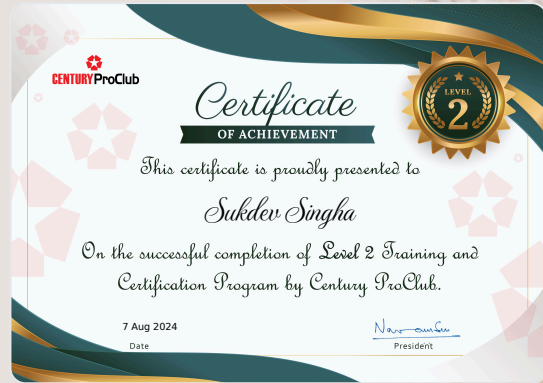 CENTURY ProClub
Certificate
OF ACHIEVEMENT
LEVEL
2
This certificate is proudly presented to
Sukdev Singha
On the successful completion of Level 2 Training and
Certification Program by Century ProClub.
7 Aug 2024
Date
President